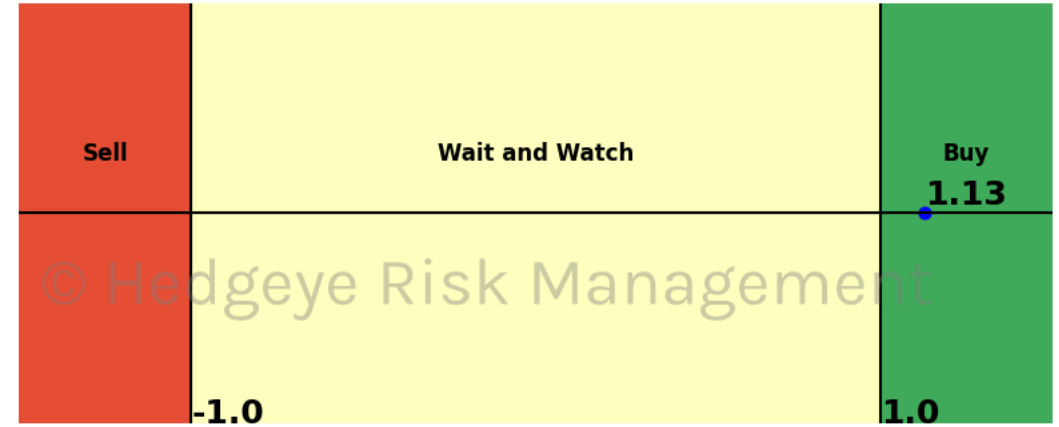 Sell
Wait and Watch
Buy
1.13
© Hedgeye Risk Management
-1.0
1.0